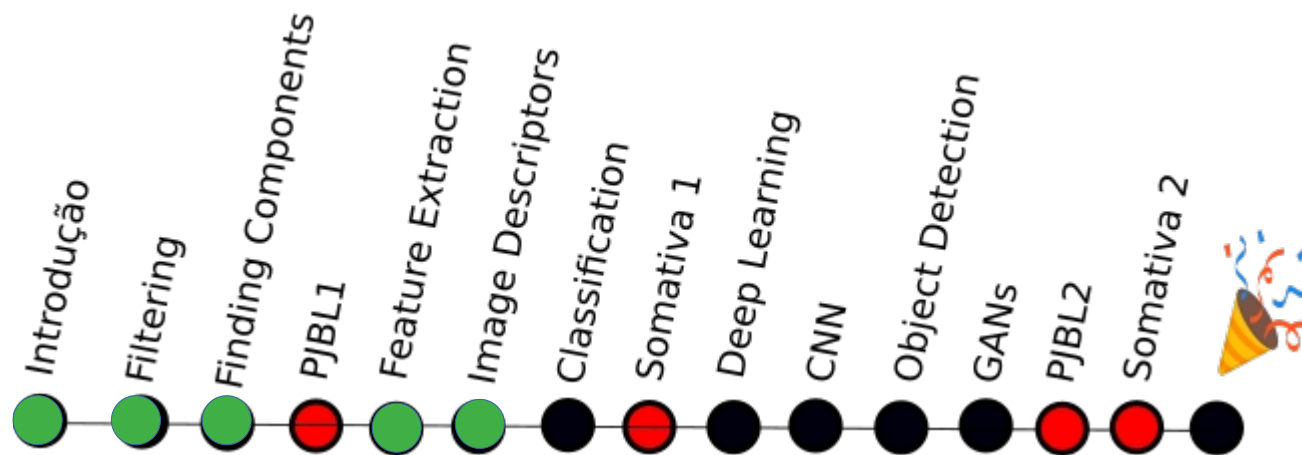 Introdução
Filtering
Finding Components
PJBL1
Feature Extraction
Image Descriptors
Classification
Somativa 1
Deep Learning
CNN
Object Detection
GANs
PJBL2
Somativa 2